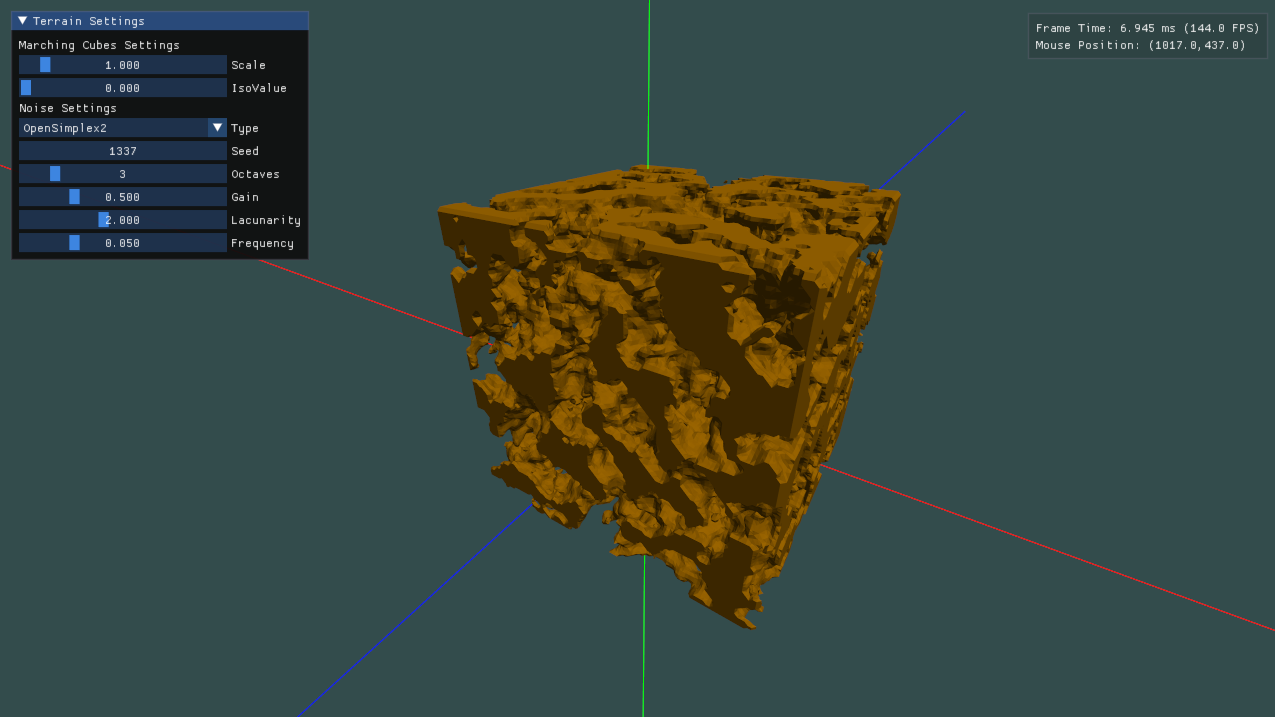 Terrain Settings
Marching Cubes Settings
1.000 Scale
0.000 IsoValue
Noise Settings
OpenSimplex2 Type
1337 Seed
3 Octaves
0.500 Gain
2.000 Lacunarity
0.050 Frequency
Frame Time: 6.945 ms (144.0 FPS)
Mouse Position: (1017.0,437.0)